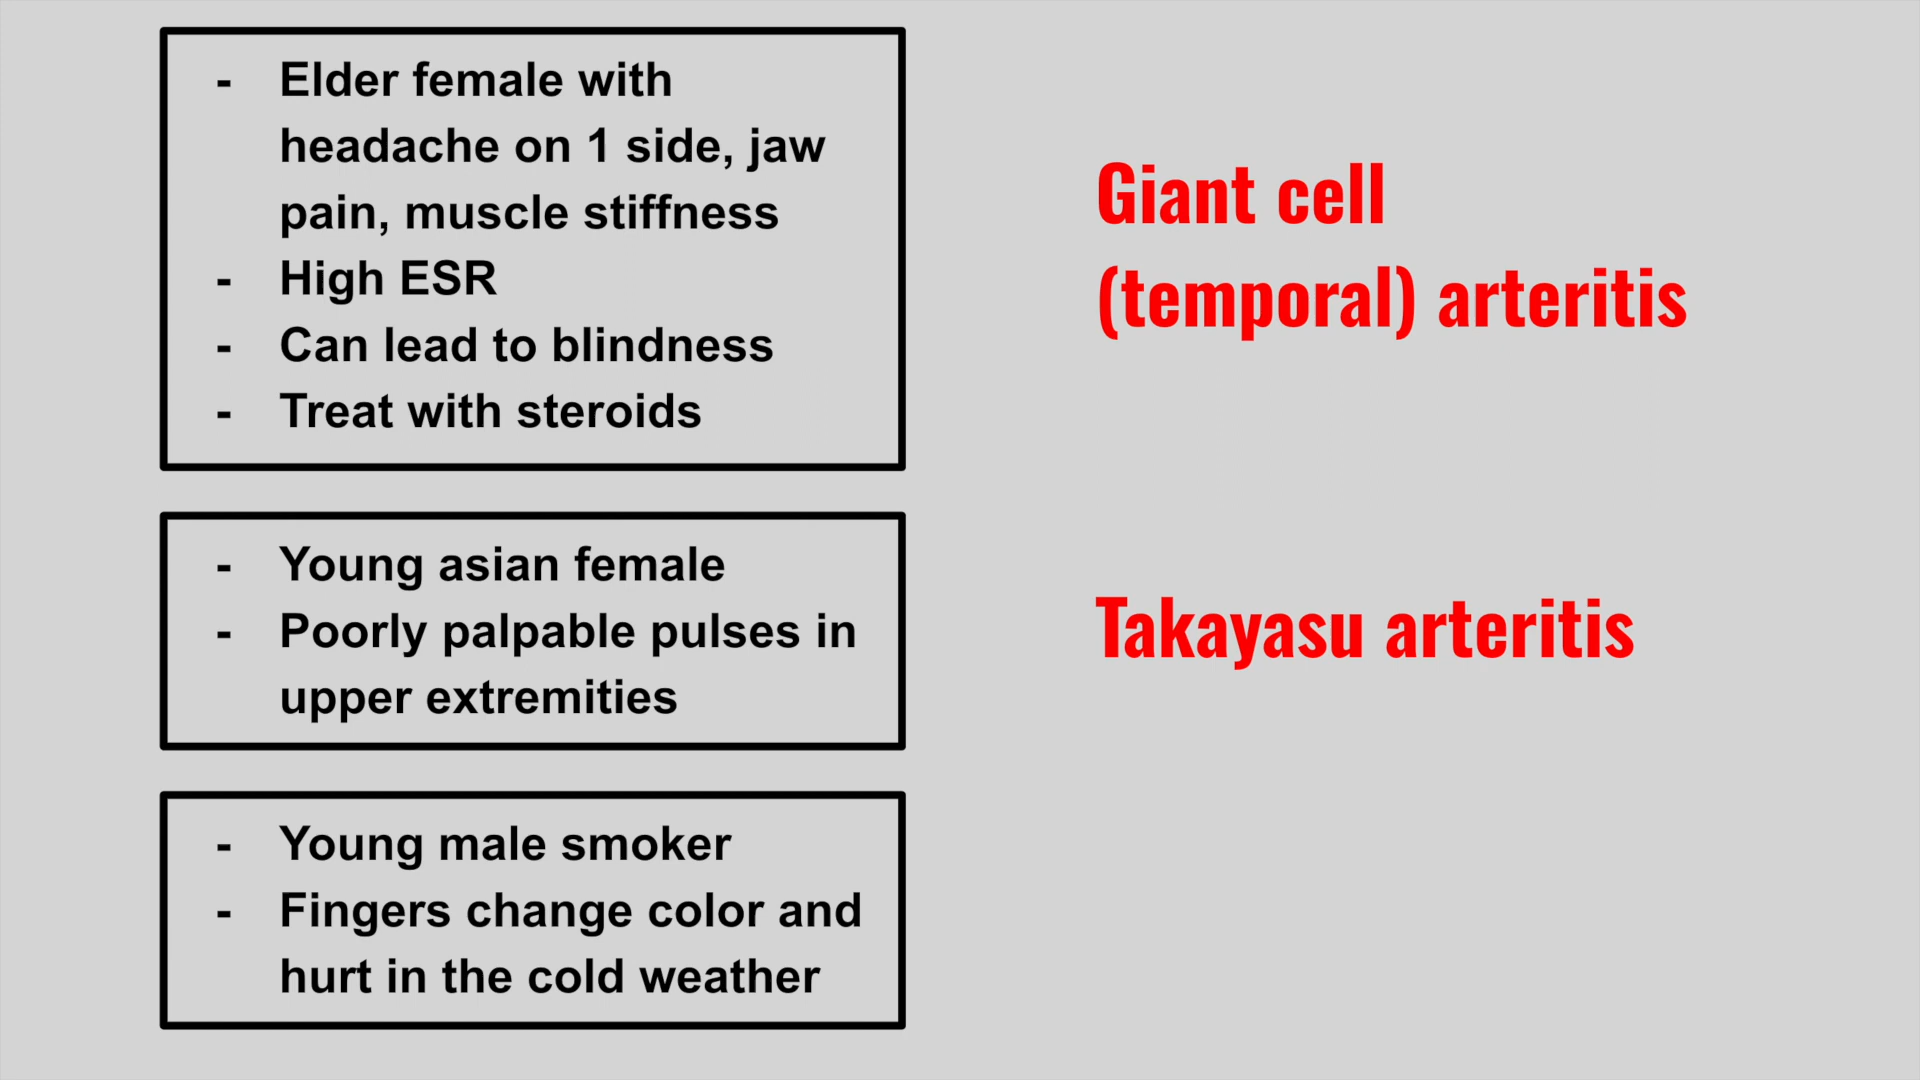 - Elder female with
headache on 1 side, jaw
pain, muscle stiffness
- High ESR
- Can lead to blindness
- Treat with steroids
Giant cell
(temporal) arteritis
- Young asian female
- Poorly palpable pulses in
upper extremities
Takayasu arteritis
- Young male smoker
- Fingers change color and
hurt in the cold weather